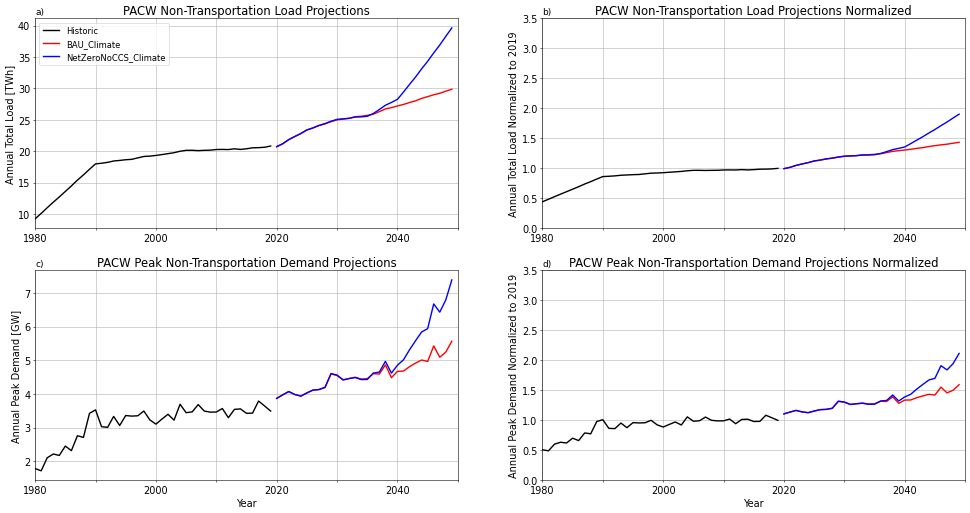 a)
PACW Non-Transportation Load Projections
Annual Total Load [TWh]
40
35
30
25
20
15
10
Historic
BAU_Climate
NetZeroNoCCS_Climate
1980
2000
2020
2040
b)
PACW Non-Transportation Load Projections Normalized
Annual Total Load Normalized to 2019
3.5
3.0
2.5
2.0
1.5
1.0
0.5
0.0
1980
2000
2020
2040
c)
PACW Peak Non-Transportation Demand Projections
Annual Peak Demand [GW]
7
6
5
4
3
2
1980
2000
2020
2040
Year
d)
PACW Peak Non-Transportation Demand Projections Normalized
Annual Peak Demand Normalized to 2019
3.5
3.0
2.5
2.0
1.5
1.0
0.5
0.0
1980
2000
2020
2040
Year